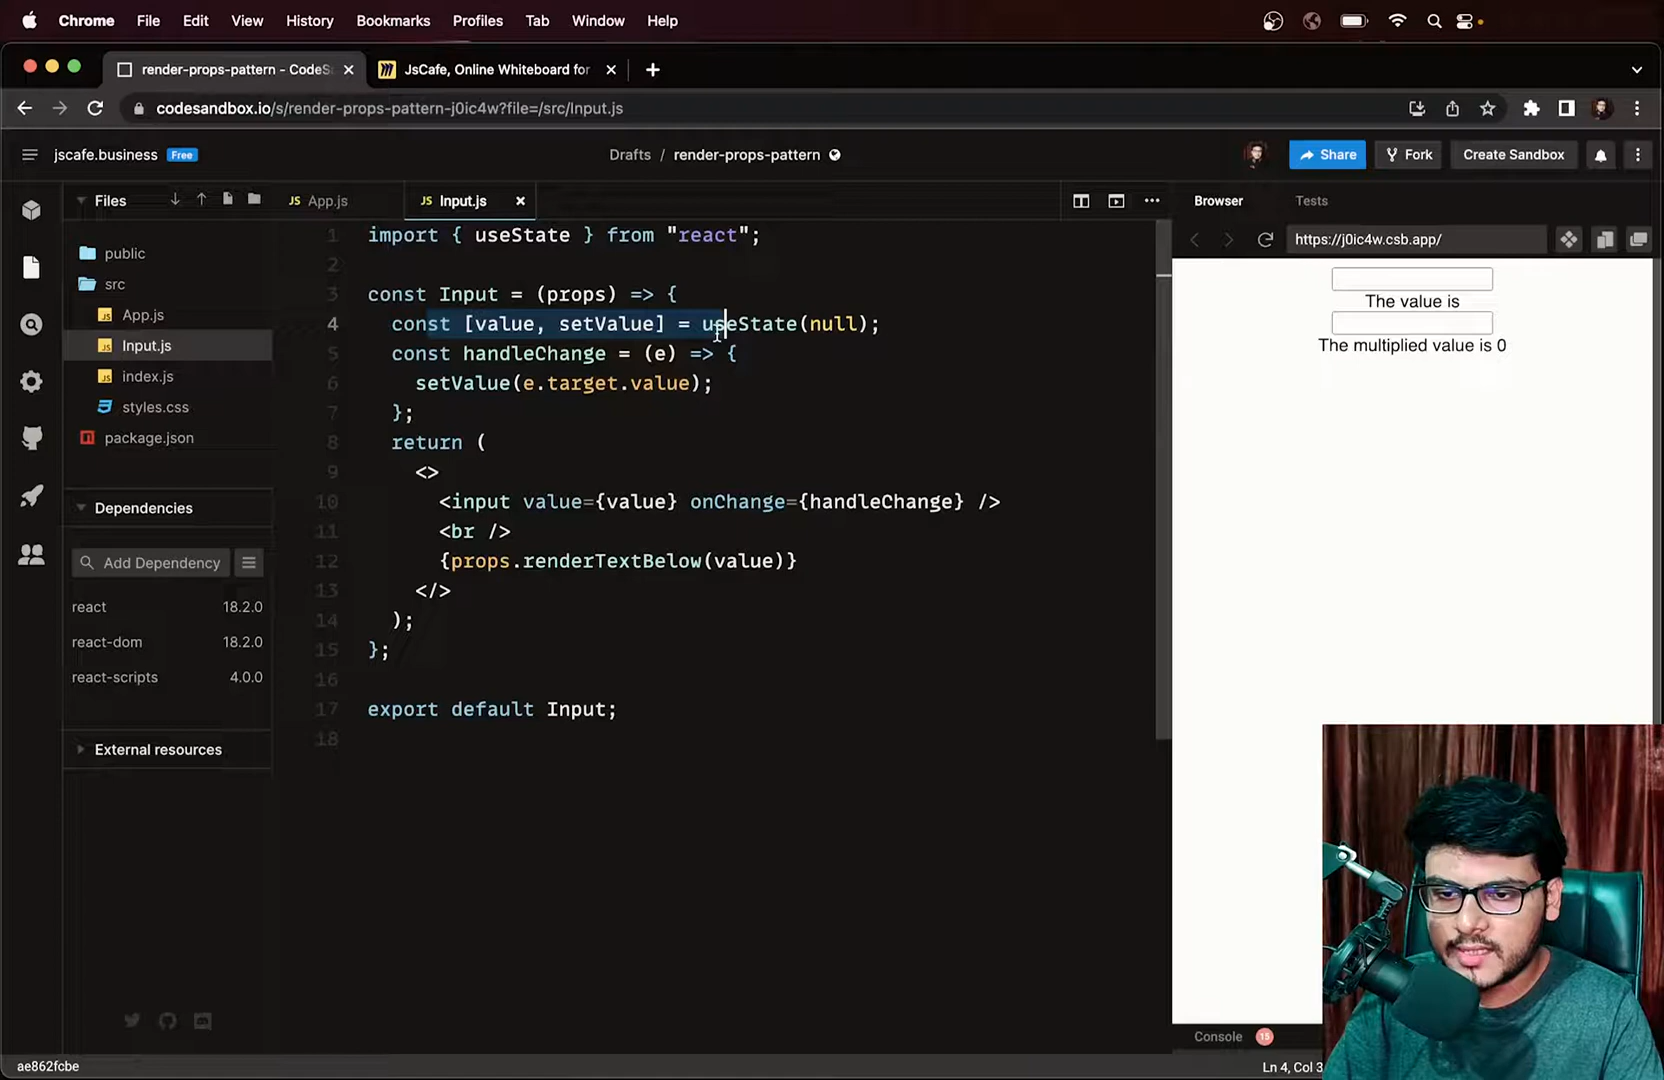 Chrome File Edit View History Bookmarks Profiles Tab Window Help
render-props-pattern - CodeS
JsCafe, Online Whiteboard for
codesandbox.io/s/render-props-pattern-j0ic4w?file=/src/Input.js
jscafe.business Free
Drafts / render-props-pattern
Share Fork Create Sandbox
Files
JS App.js
JS Input.js
Browser Tests
https://j0ic4w.csb.app/
public
src
JS App.js
JS Input.js
JS index.js
styles.css
package.json
Dependencies
Add Dependency
react 18.2.0
react-dom 18.2.0
react-scripts 4.0.0
External resources
1 import { useState } from "react";
2
3 const Input = (props) => {
4 const [value, setValue] = useState(null);
5 const handleChange = (e) => {
6 setValue(e.target.value);
7 };
8 return (
9 <>
10 <input value={value} onChange={handleChange} />
11 <br />
12 {props.renderTextBelow(value)}
13 </>
14 );
15 };
16
17 export default Input;
18
The value is
The multiplied value is 0
Console 15
ae862fcbe
Ln 4, Col 3